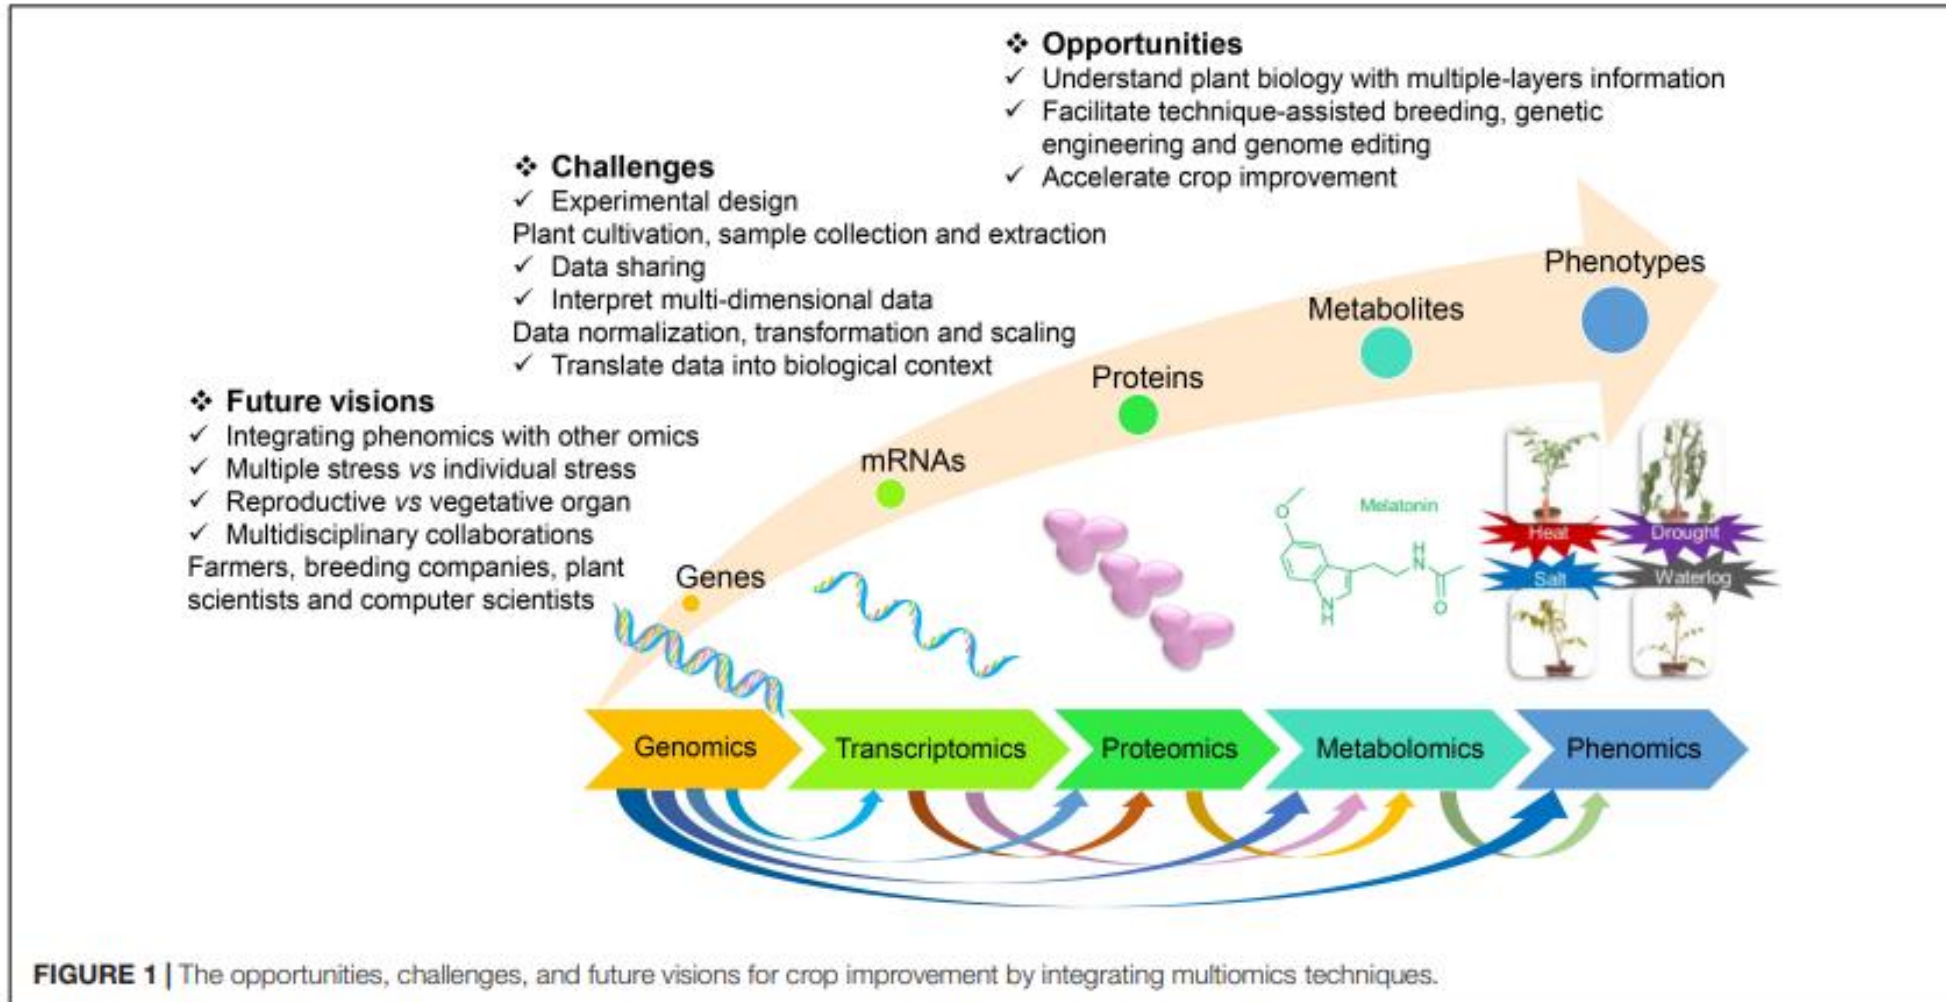 ❖ Opportunities
✓ Understand plant biology with multiple-layers information
✓ Facilitate technique-assisted breeding, genetic
engineering and genome editing
✓ Accelerate crop improvement
❖ Challenges
✓ Experimental design
Plant cultivation, sample collection and extraction
✓ Data sharing
✓ Interpret multi-dimensional data
Data normalization, transformation and scaling
✓ Translate data into biological context
❖ Future visions
✓ Integrating phenomics with other omics
✓ Multiple stress vs individual stress
✓ Reproductive vs vegetative organ
✓ Multidisciplinary collaborations
Farmers, breeding companies, plant
scientists and computer scientists
Genes
mRNAs
Proteins
Metabolites
Phenotypes
Melatonin
O
H
N
O
N
H
Heat
Drought
Salt
Waterlog
Genomics
Transcriptomics
Proteomics
Metabolomics
Phenomics
FIGURE 1 | The opportunities, challenges, and future visions for crop improvement by integrating multiomics techniques.